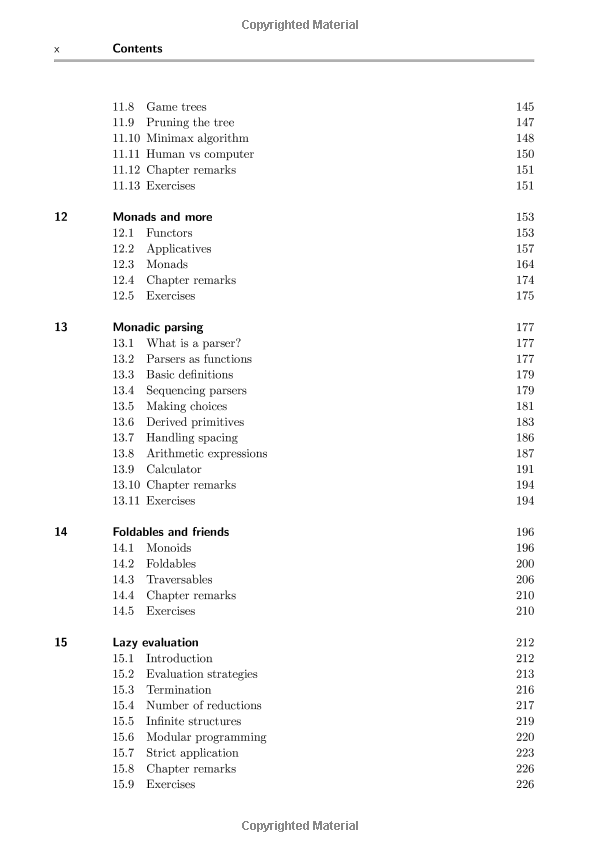 Copyrighted Material
x Contents
11.8 Game trees 145
11.9 Pruning the tree 147
11.10 Minimax algorithm 148
11.11 Human vs computer 150
11.12 Chapter remarks 151
11.13 Exercises 151
12 Monads and more 153
12.1 Functors 153
12.2 Applicatives 157
12.3 Monads 164
12.4 Chapter remarks 174
12.5 Exercises 175
13 Monadic parsing 177
13.1 What is a parser? 177
13.2 Parsers as functions 177
13.3 Basic definitions 179
13.4 Sequencing parsers 179
13.5 Making choices 181
13.6 Derived primitives 183
13.7 Handling spacing 186
13.8 Arithmetic expressions 187
13.9 Calculator 191
13.10 Chapter remarks 194
13.11 Exercises 194
14 Foldables and friends 196
14.1 Monoids 196
14.2 Foldables 200
14.3 Traversables 206
14.4 Chapter remarks 210
14.5 Exercises 210
15 Lazy evaluation 212
15.1 Introduction 212
15.2 Evaluation strategies 213
15.3 Termination 216
15.4 Number of reductions 217
15.5 Infinite structures 219
15.6 Modular programming 220
15.7 Strict application 223
15.8 Chapter remarks 226
15.9 Exercises 226
Copyrighted Material